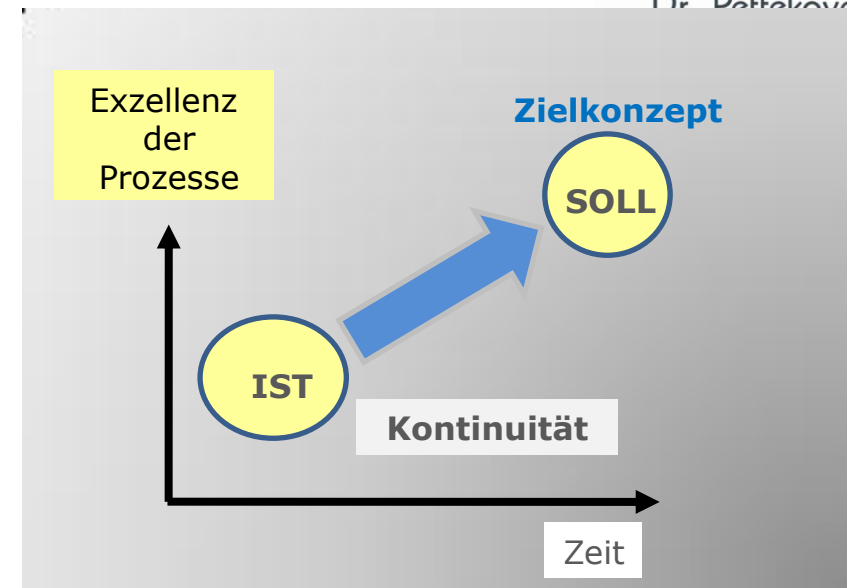 Exzellenz
der
Prozesse
Zielkonzept
SOLL
IST
Kontinuität
Zeit